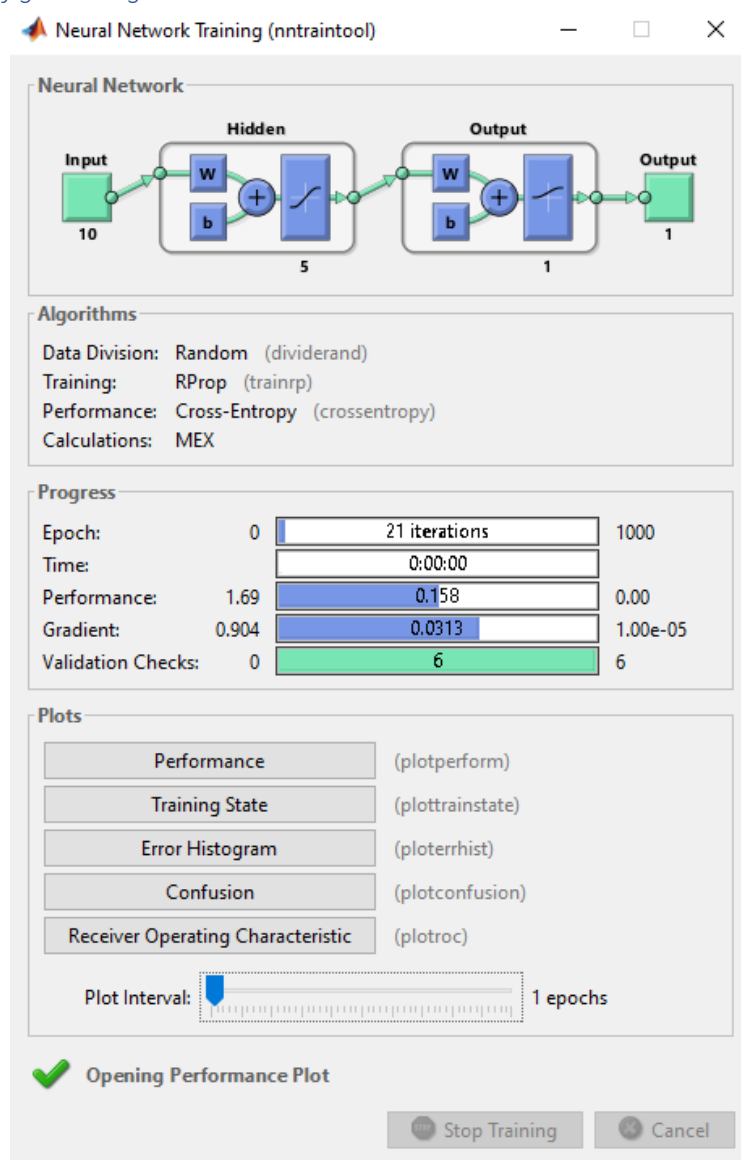 Neural Network Training (nntraintool)
Neural Network
Hidden
Output
Input
Output
W
W
+
+
b
b
10
1
5
1
Algorithms
Data Division: Random (dividerand)
Training: RProp (trainrp)
Performance: Cross-Entropy (crossentropy)
Calculations: MEX
Progress
Epoch: 0 21 iterations 1000
Time: 0:00:00
Performance: 1.69 0.158 0.00
Gradient: 0.904 0.0313 1.00e-05
Validation Checks: 0 6 6
Plots
Performance (plotperform)
Training State (plottrainstate)
Error Histogram (ploterrhist)
Confusion (plotconfusion)
Receiver Operating Characteristic (plotroc)
Plot Interval: 1 epochs
Opening Performance Plot
Stop Training Cancel